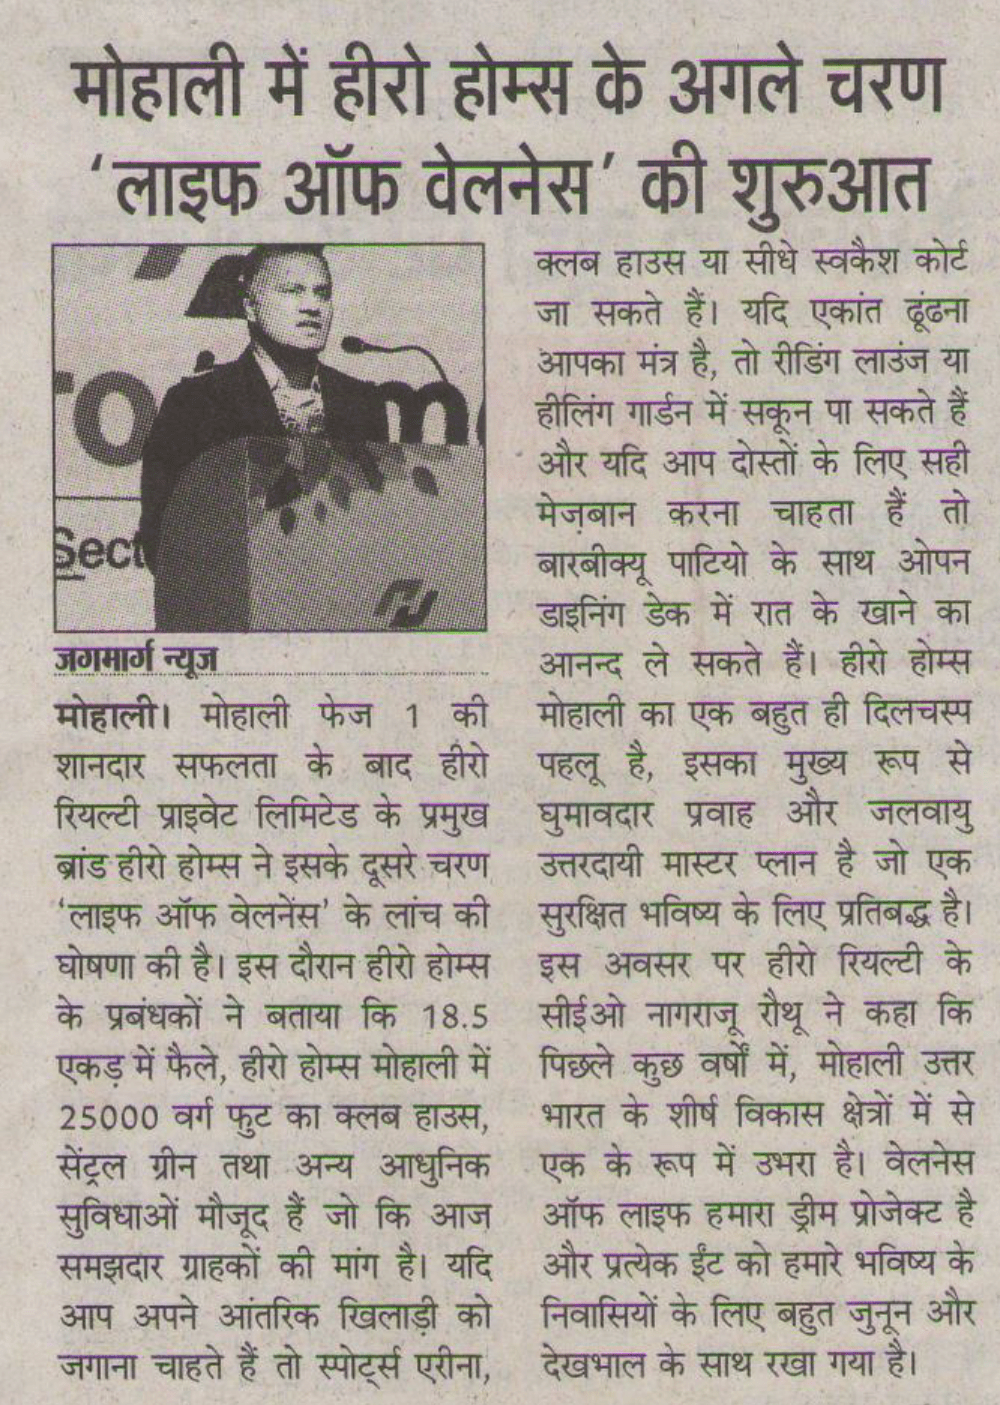 मोहाली में हीरो होम्स के अगले चरण
‘लाइफ ऑफ वेलनेस’ की शुरुआत
ro m
Sect
जगमार्ग न्यूज
मोहाली। मोहाली फेज 1 की
शानदार सफलता के बाद हीरो
रियल्टी प्राइवेट लिमिटेड के प्रमुख
ब्रांड हीरो होम्स ने इसके दूसरे चरण
‘लाइफ ऑफ वेलनेंस’ के लांच की
घोषणा की है। इस दौरान हीरो होम्स
के प्रबंधकों ने बताया कि 18.5
एकड़ में फैले, हीरो होम्स मोहाली में
25000 वर्ग फुट का क्लब हाउस,
सेंट्रल ग्रीन तथा अन्य आधुनिक
सुविधाओं मौजूद हैं जो कि आज
समझदार ग्राहकों की मांग है। यदि
आप अपने आंतरिक खिलाड़ी को
जगाना चाहते हैं तो स्पोर्ट्स एरीना,
क्लब हाउस या सीधे स्वकैश कोर्ट
जा सकते हैं। यदि एकांत ढूंढना
आपका मंत्र है, तो रीडिंग लाउंज या
हीलिंग गार्डन में सकून पा सकते हैं
और यदि आप दोस्तों के लिए सही
मेज़बान करना चाहता हैं तो
बारबीक्यू पाटियो के साथ ओपन
डाइनिंग डेक में रात के खाने का
आनन्द ले सकते हैं। हीरो होम्स
मोहाली का एक बहुत ही दिलचस्प
पहलू है, इसका मुख्य रूप से
घुमावदार प्रवाह और जलवायु
उत्तरदायी मास्टर प्लान है जो एक
सुरक्षित भविष्य के लिए प्रतिबद्ध है।
इस अवसर पर हीरो रियल्टी के
सीईओ नागराजू रौथू ने कहा कि
पिछले कुछ वर्षों में, मोहाली उत्तर
भारत के शीर्ष विकास क्षेत्रों में से
एक के रूप में उभरा है। वेलनेस
ऑफ लाइफ हमारा ड्रीम प्रोजेक्ट है
और प्रत्येक ईंट को हमारे भविष्य के
निवासियों के लिए बहुत जुनून और
देखभाल के साथ रखा गया है।